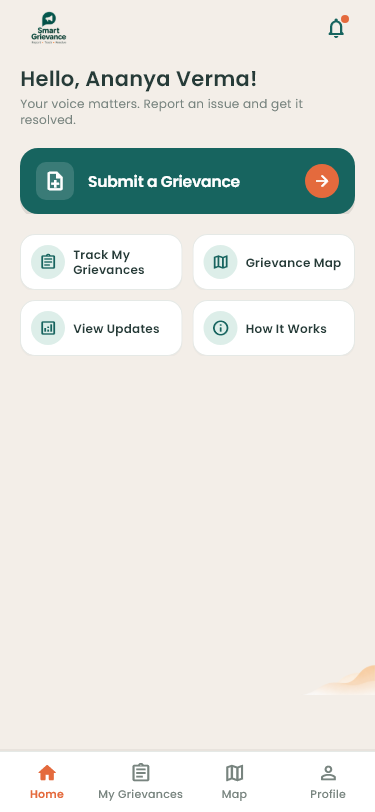 Smart
Grievance
Hello, Ananya Verma!
Your voice matters. Report an issue and get it
resolved.
Submit a Grievance
Track My
Grievances
Grievance Map
View Updates
How It Works
Home
My Grievances
Map
Profile